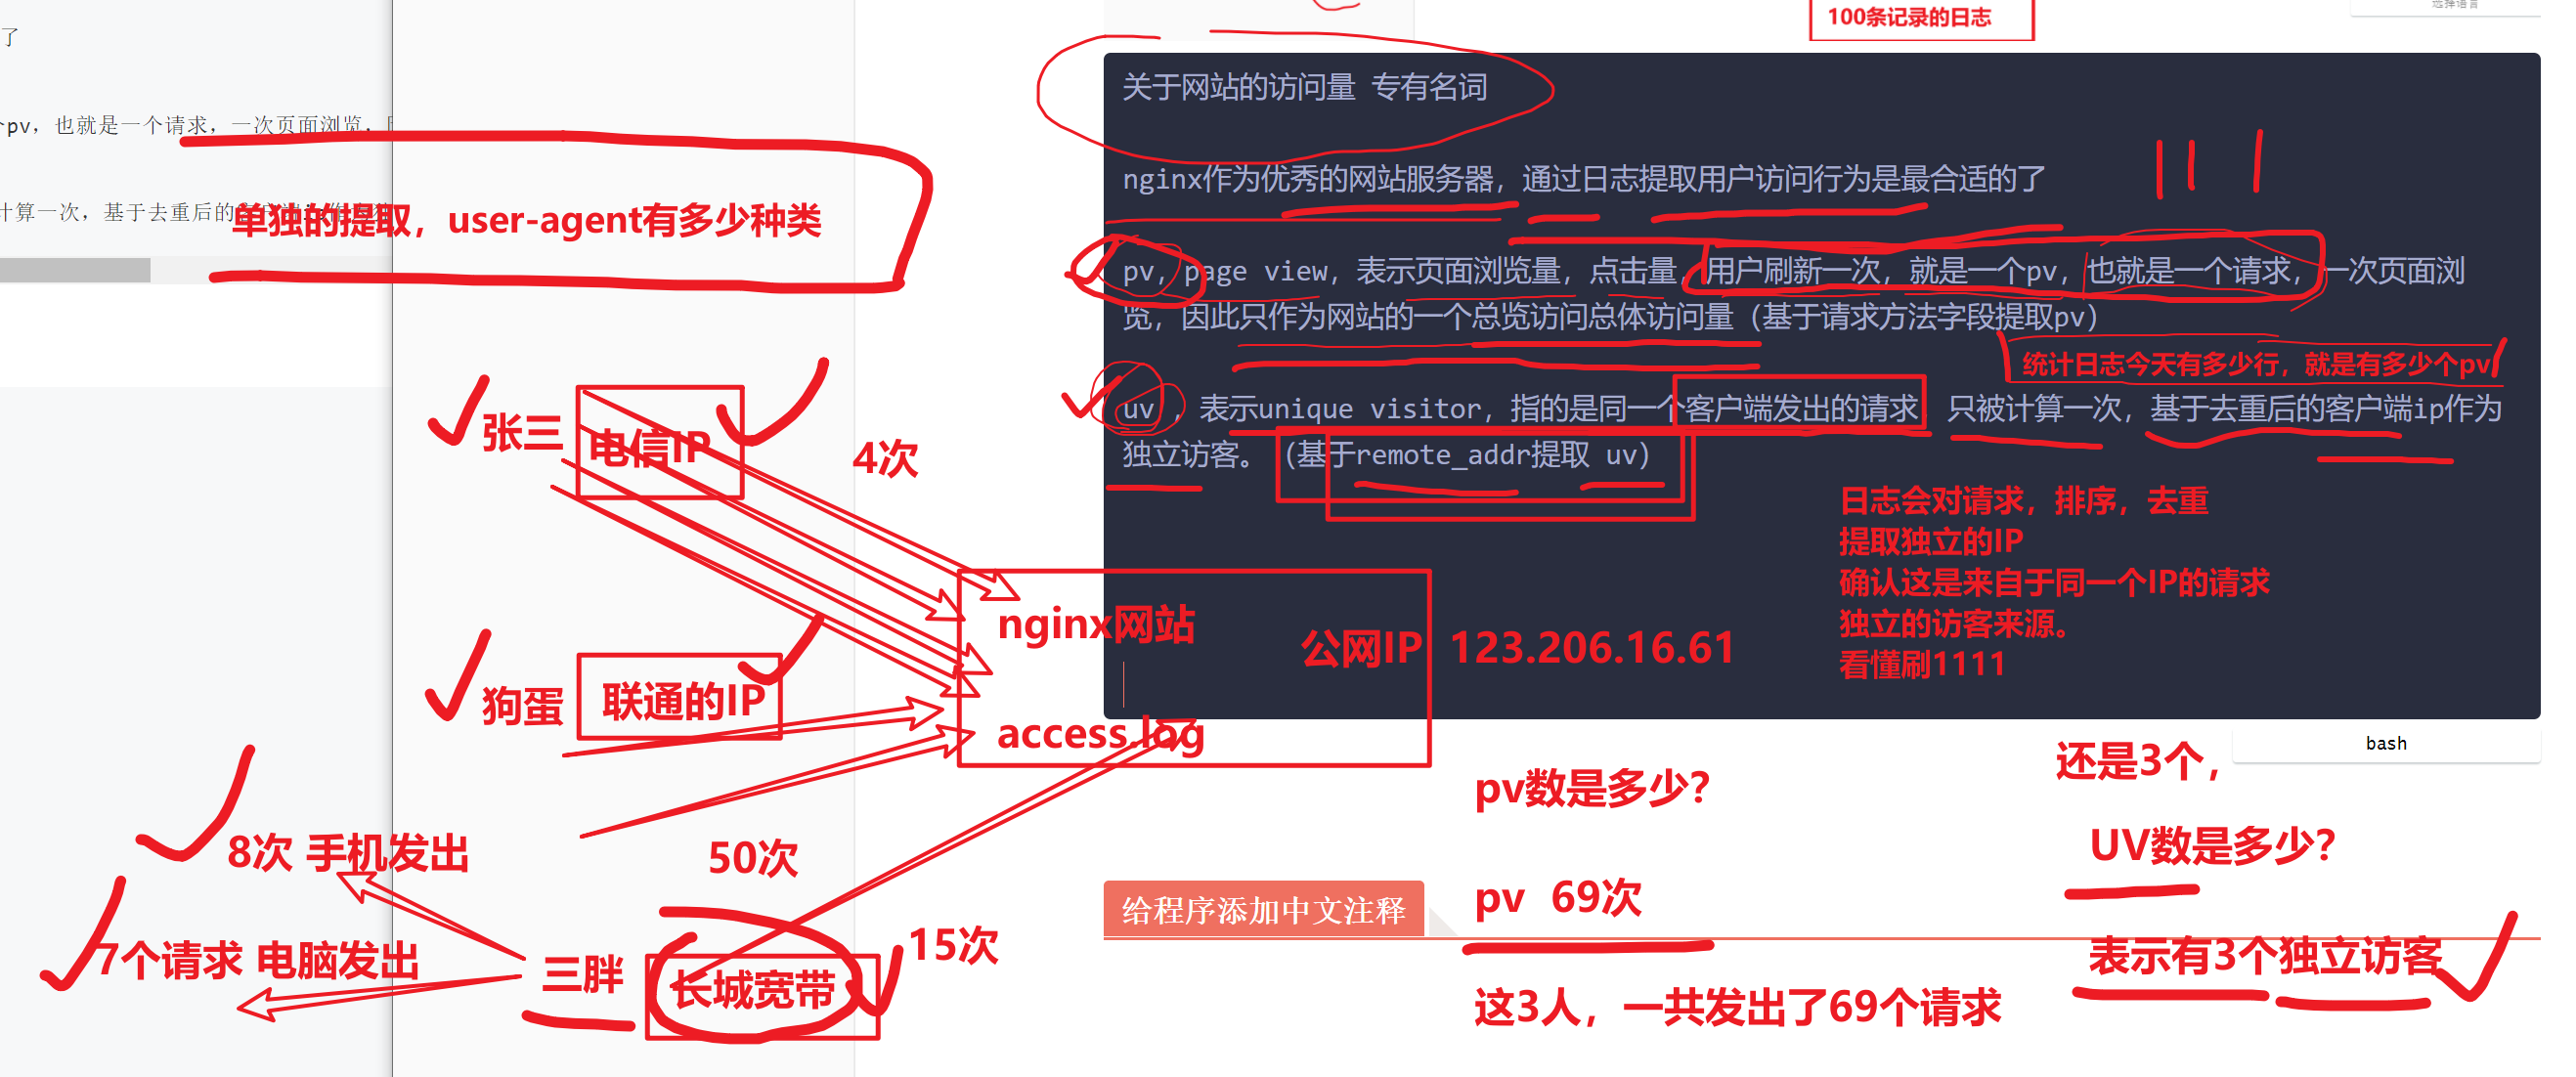 100条记录的日志
选择语言
了
关于网站的访问量 专有名词
pv，也就是一个请求，一次页面浏览，
nginx作为优秀的网站服务器，通过日志提取用户访问行为是最合适的了
计算一次，基于去重后的客户端ip作为独
单独的提取，user-agent有多少种类
pv，page view，表示页面浏览量，点击量，用户刷新一次，就是一个pv，也就是一个请求，一次页面浏
览，因此只作为网站的一个总览访问总体访问量（基于请求方法字段提取pv）
统计日志今天有多少行，就是有多少个pv
uv ，表示unique visitor，指的是同一个客户端发出的请求，只被计算一次，基于去重后的客户端ip作为
独立访客。（基于remote_addr提取 uv）
张三
电信IP
4次
日志会对请求，排序，去重
提取独立的IP
确认这是来自于同一个IP的请求
独立的访客来源。
看懂刷1111
nginx网站
公网IP 123.206.16.61
狗蛋
联通的IP
access.log
bash
还是3个，
pv数是多少？
UV数是多少？
8次 手机发出
50次
给程序添加中文注释
pv 69次
7个请求 电脑发出
三胖
长城宽带
15次
表示有3个独立访客
这3人，一共发出了69个请求